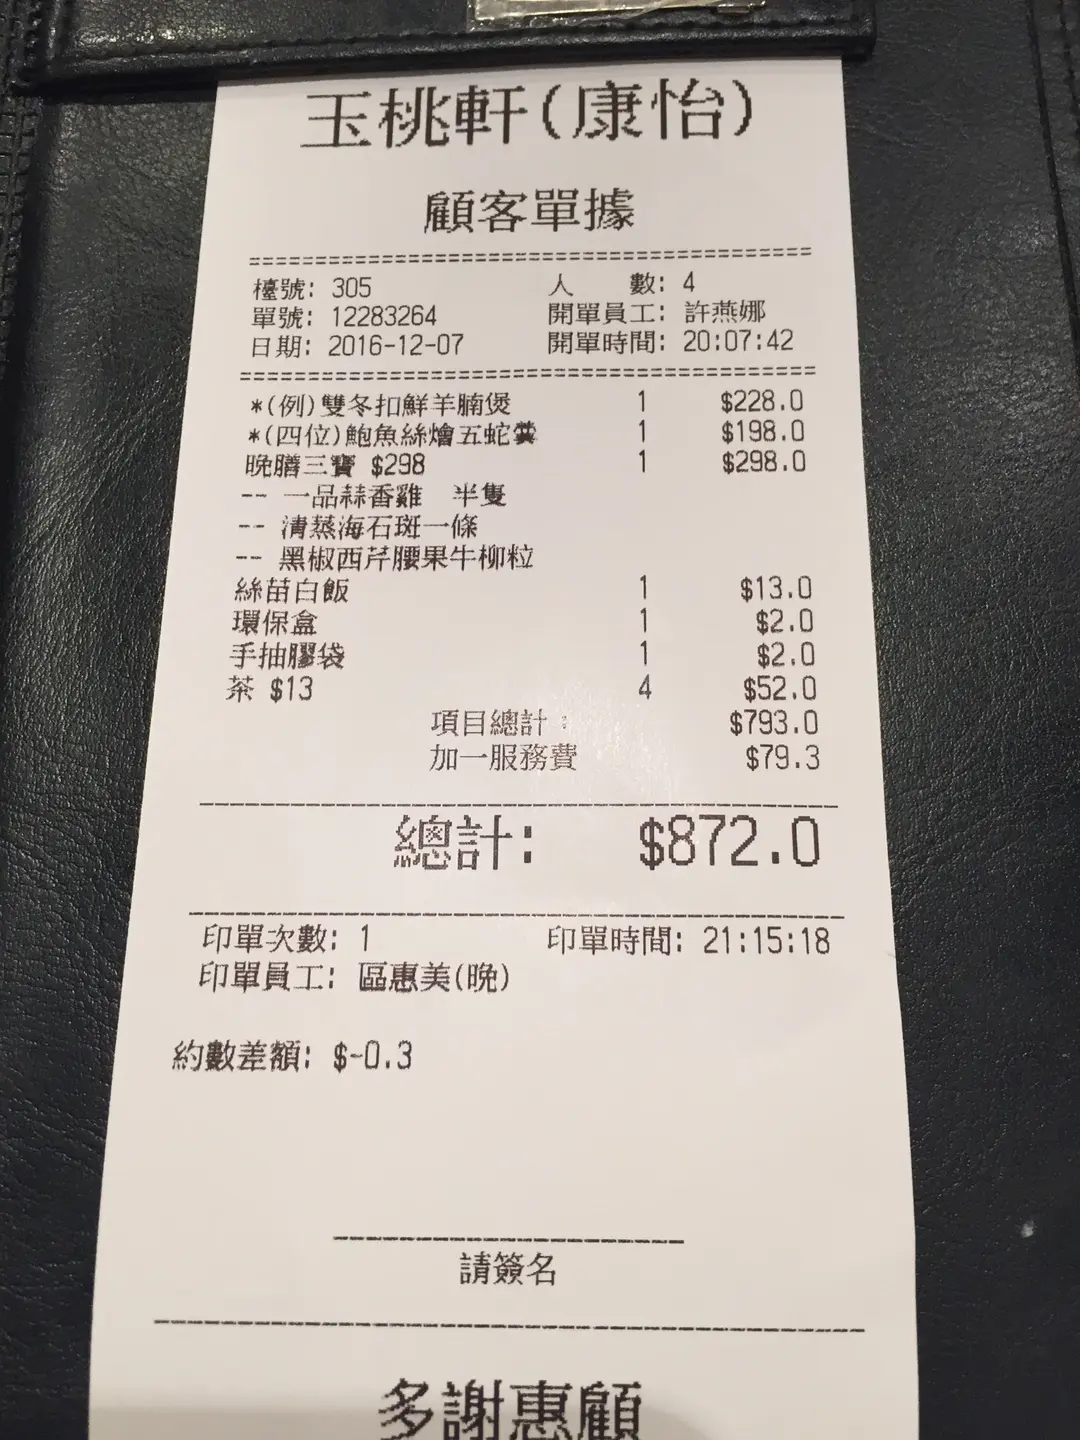 玉桃軒(康怡)
顧客單據
檯號: 305 人 數: 4
單號: 12283264 開單員工: 許燕娜
日期: 2016-12-07 開單時間: 20:07:42
*(例)雙冬扣鮮羊腩煲 1 $228.0
*(四位)鮑魚絲燴五蛇羹 1 $198.0
晚膳三寶 $298 1 $298.0
-- 一品蒜香雞 半隻
-- 清蒸海石斑一條
-- 黑椒西芹腰果牛柳粒
絲苗白飯 1 $13.0
環保盒 1 $2.0
手抽膠袋 1 $2.0
茶 $13 4 $52.0
項目總計: $793.0
加一服務費 $79.3
總計: $872.0
印單次數: 1 印單時間: 21:15:18
印單員工: 區惠美(晚)
約數差額: $-0.3
請簽名
多謝惠顧